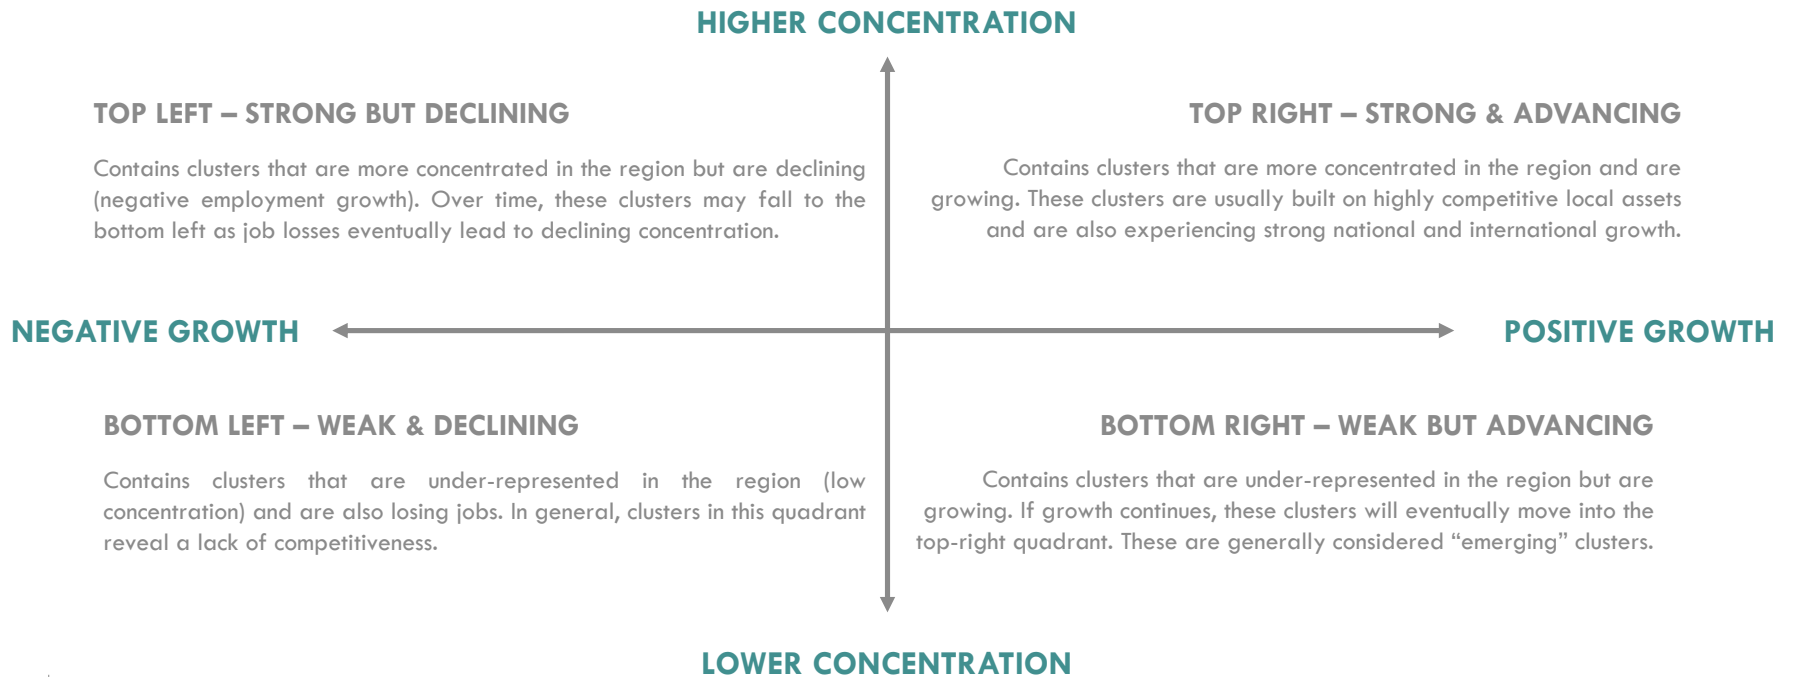 HIGHER CONCENTRATION
TOP LEFT – STRONG BUT DECLINING
Contains clusters that are more concentrated in the region but are declining
(negative employment growth). Over time, these clusters may fall to the
bottom left as job losses eventually lead to declining concentration.
TOP RIGHT – STRONG & ADVANCING
Contains clusters that are more concentrated in the region and are
growing. These clusters are usually built on highly competitive local assets
and are also experiencing strong national and international growth.
NEGATIVE GROWTH
POSITIVE GROWTH
BOTTOM LEFT – WEAK & DECLINING
Contains clusters that are under-represented in the region (low
concentration) and are also losing jobs. In general, clusters in this quadrant
reveal a lack of competitiveness.
BOTTOM RIGHT – WEAK BUT ADVANCING
Contains clusters that are under-represented in the region but are
growing. If growth continues, these clusters will eventually move into the
top-right quadrant. These are generally considered “emerging” clusters.
LOWER CONCENTRATION